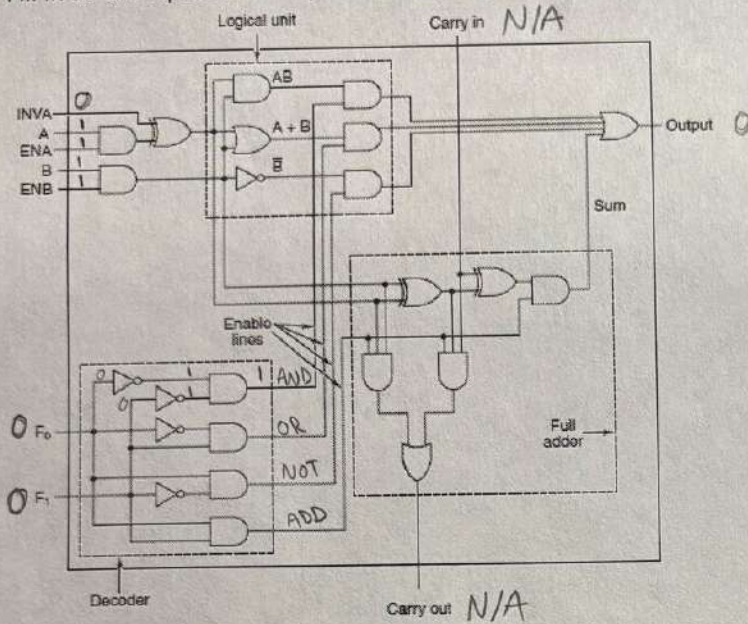 Logical unit
Carry in N/A
0
INVA
AB
A 1
ENA 1
A + B
Output 0
B 1
B̅
ENB 1
Sum
Enable
lines
0 1 1 AND
0 1
0 F₀
OR
Full
adder
NOT
0 F₁
ADD
Decoder
Carry out N/A